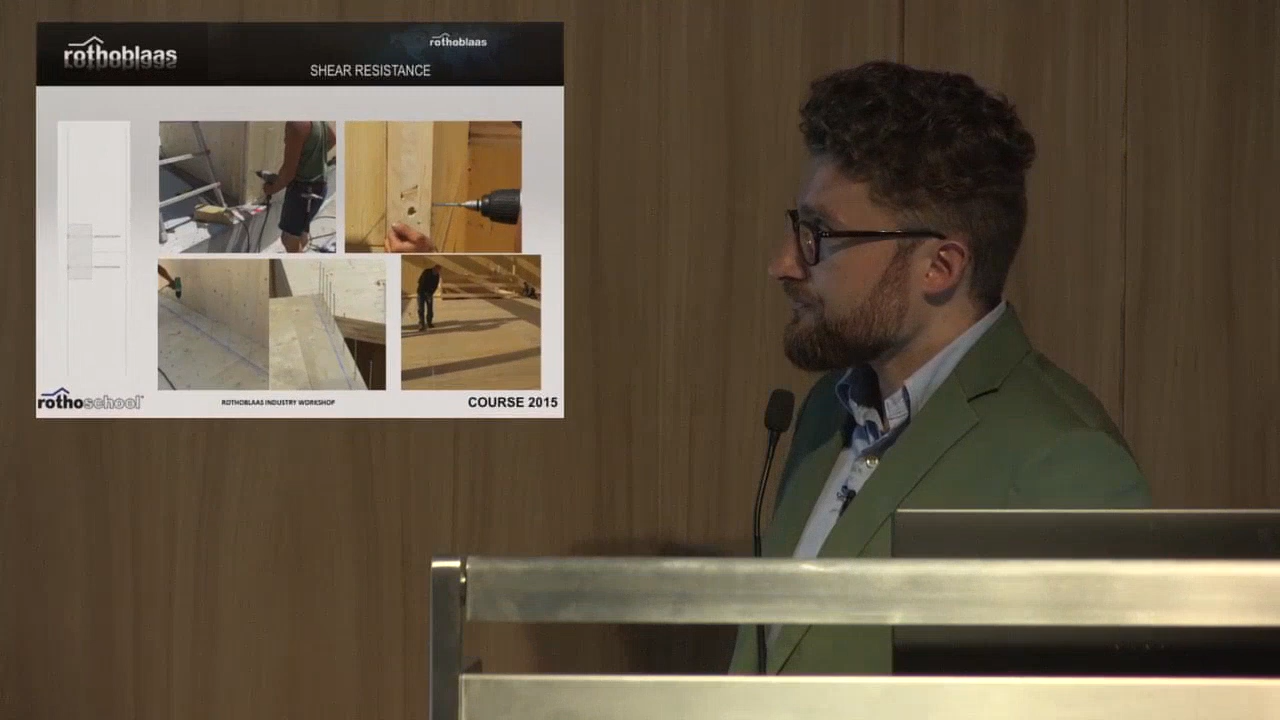 rothoblaas
rothoblaas
SHEAR RESISTANCE
rothoschool
ROTHOBLAAS INDUSTRY WORKSHOP
COURSE 2015